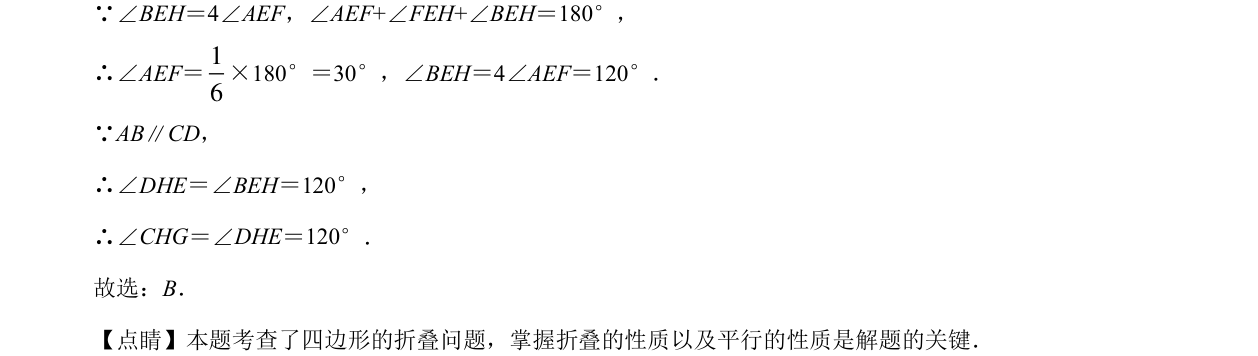 ∵∠BEH=4∠AEF，∠AEF+∠FEH+∠BEH=180°，
∴∠AEF=1/6×180°=30°，∠BEH=4∠AEF=120°．
∵AB∥CD，
∴∠DHE=∠BEH=120°，
∴∠CHG=∠DHE=120°．
故选：B．
【点睛】本题考查了四边形的折叠问题，掌握折叠的性质以及平行的性质是解题的关键．